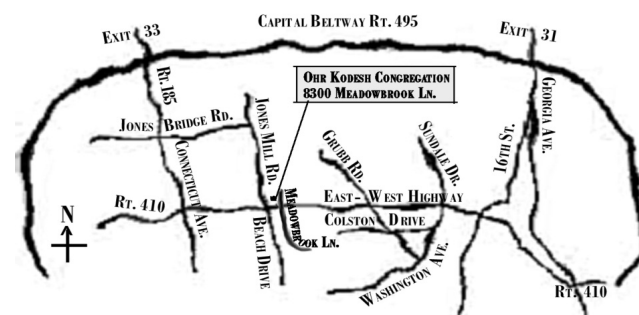 CAPITAL BELTWAY RT. 495
EXIT 33
EXIT 31
RT. 185
OHR KODESH CONGREGATION
8300 MEADOWBROOK LN.
JONES BRIDGE RD.
JONES MILL RD.
GEORGIA AVE.
16TH ST.
GRUBB RD.
SUNDALE DR.
CONNECTICUT AVE.
RT. 410
MEADOWBROOK LN.
EAST-WEST HIGHWAY
COLSTON DRIVE
N
BEACH DRIVE
WASHINGTON AVE.
RT. 410